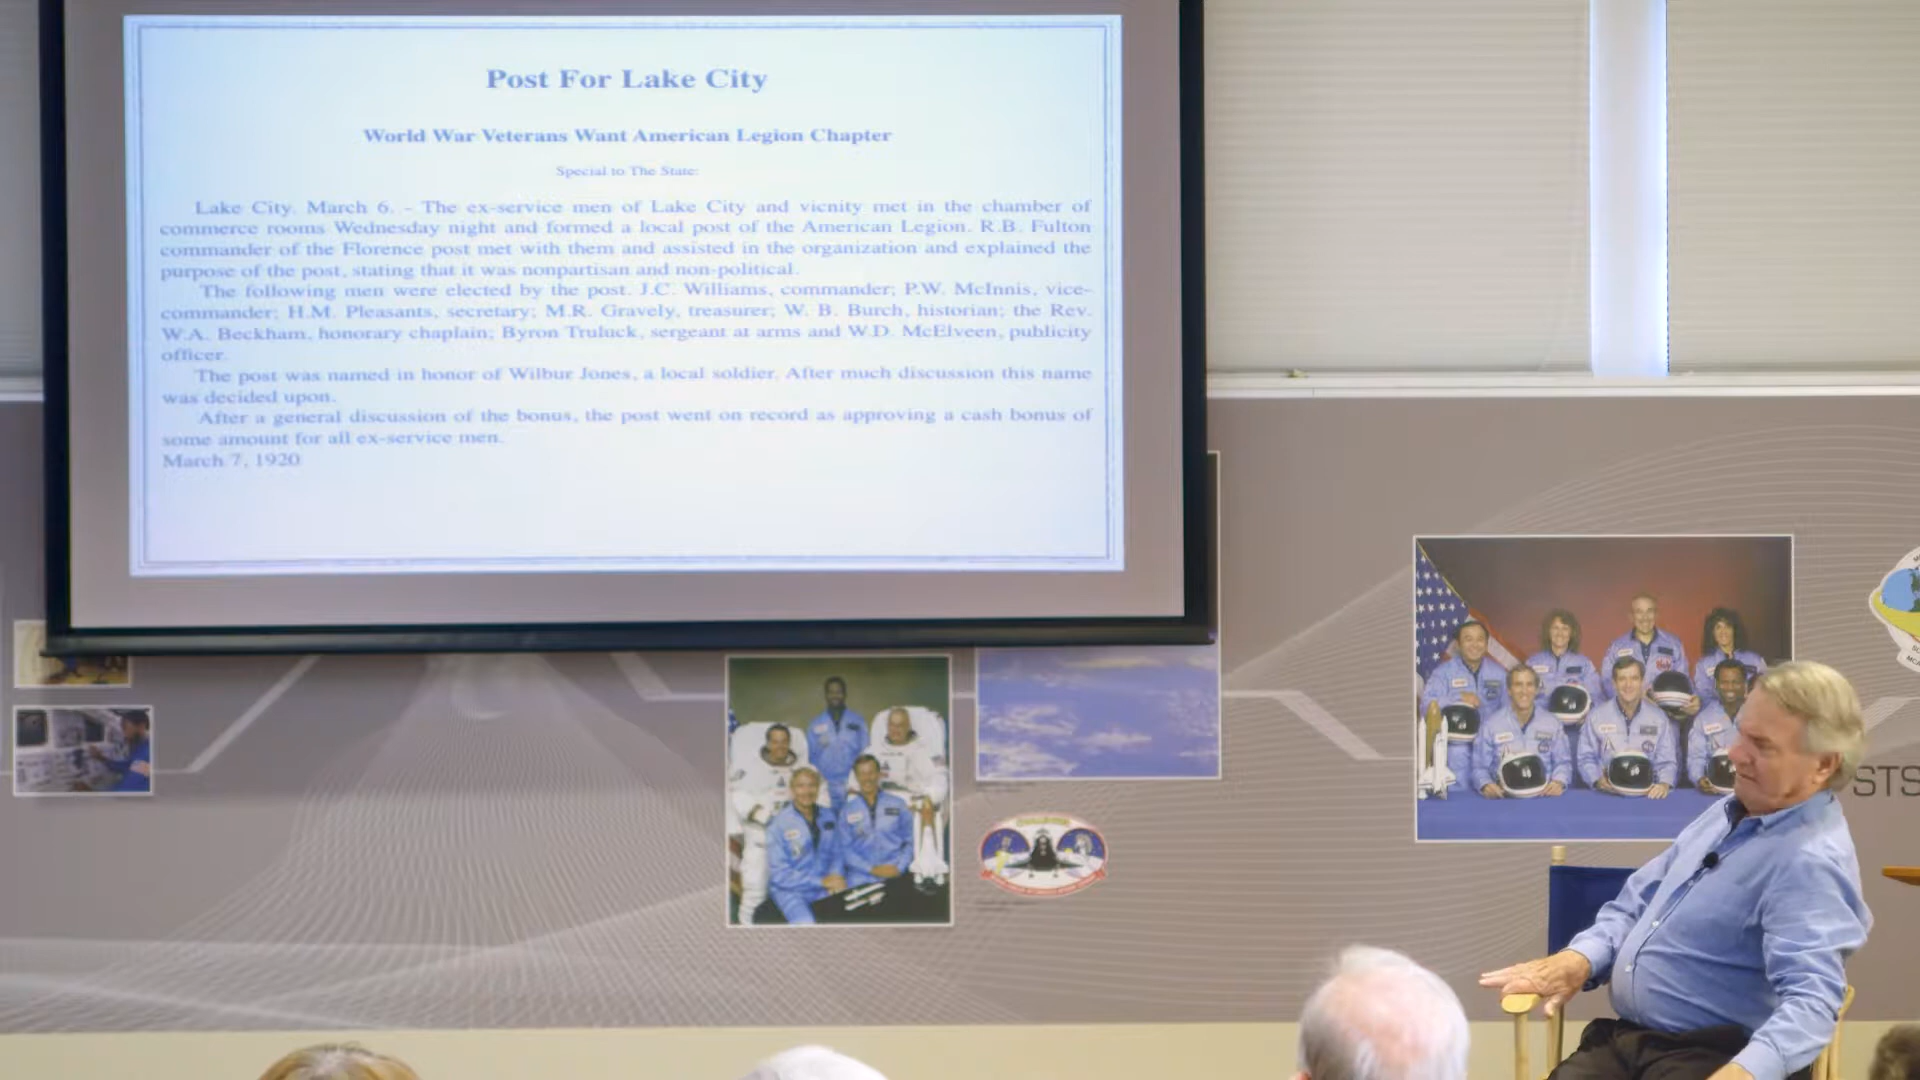 Post For Lake City
World War Veterans Want American Legion Chapter
Special to The State:
Lake City. March 6. - The ex-service men of Lake City and vicnity met in the chamber of
commerce rooms Wednesday night and formed a local post of the American Legion. R.B. Fulton
commander of the Florence post met with them and assisted in the organization and explained the
purpose of the post, stating that it was nonpartisan and non-political.
The following men were elected by the post. J.C. Williams, commander; P.W. McInnis, vice-
commander; H.M. Pleasants, secretary; M.R. Gravely, treasurer; W. B. Burch, historian; the Rev.
W.A. Beckham, honorary chaplain; Byron Truluck, sergeant at arms and W.D. McElveen, publicity
officer.
The post was named in honor of Wilbur Jones, a local soldier. After much discussion this name
was decided upon.
After a general discussion of the bonus, the post went on record as approving a cash bonus of
some amount for all ex-service men.
March 7, 1920
STS